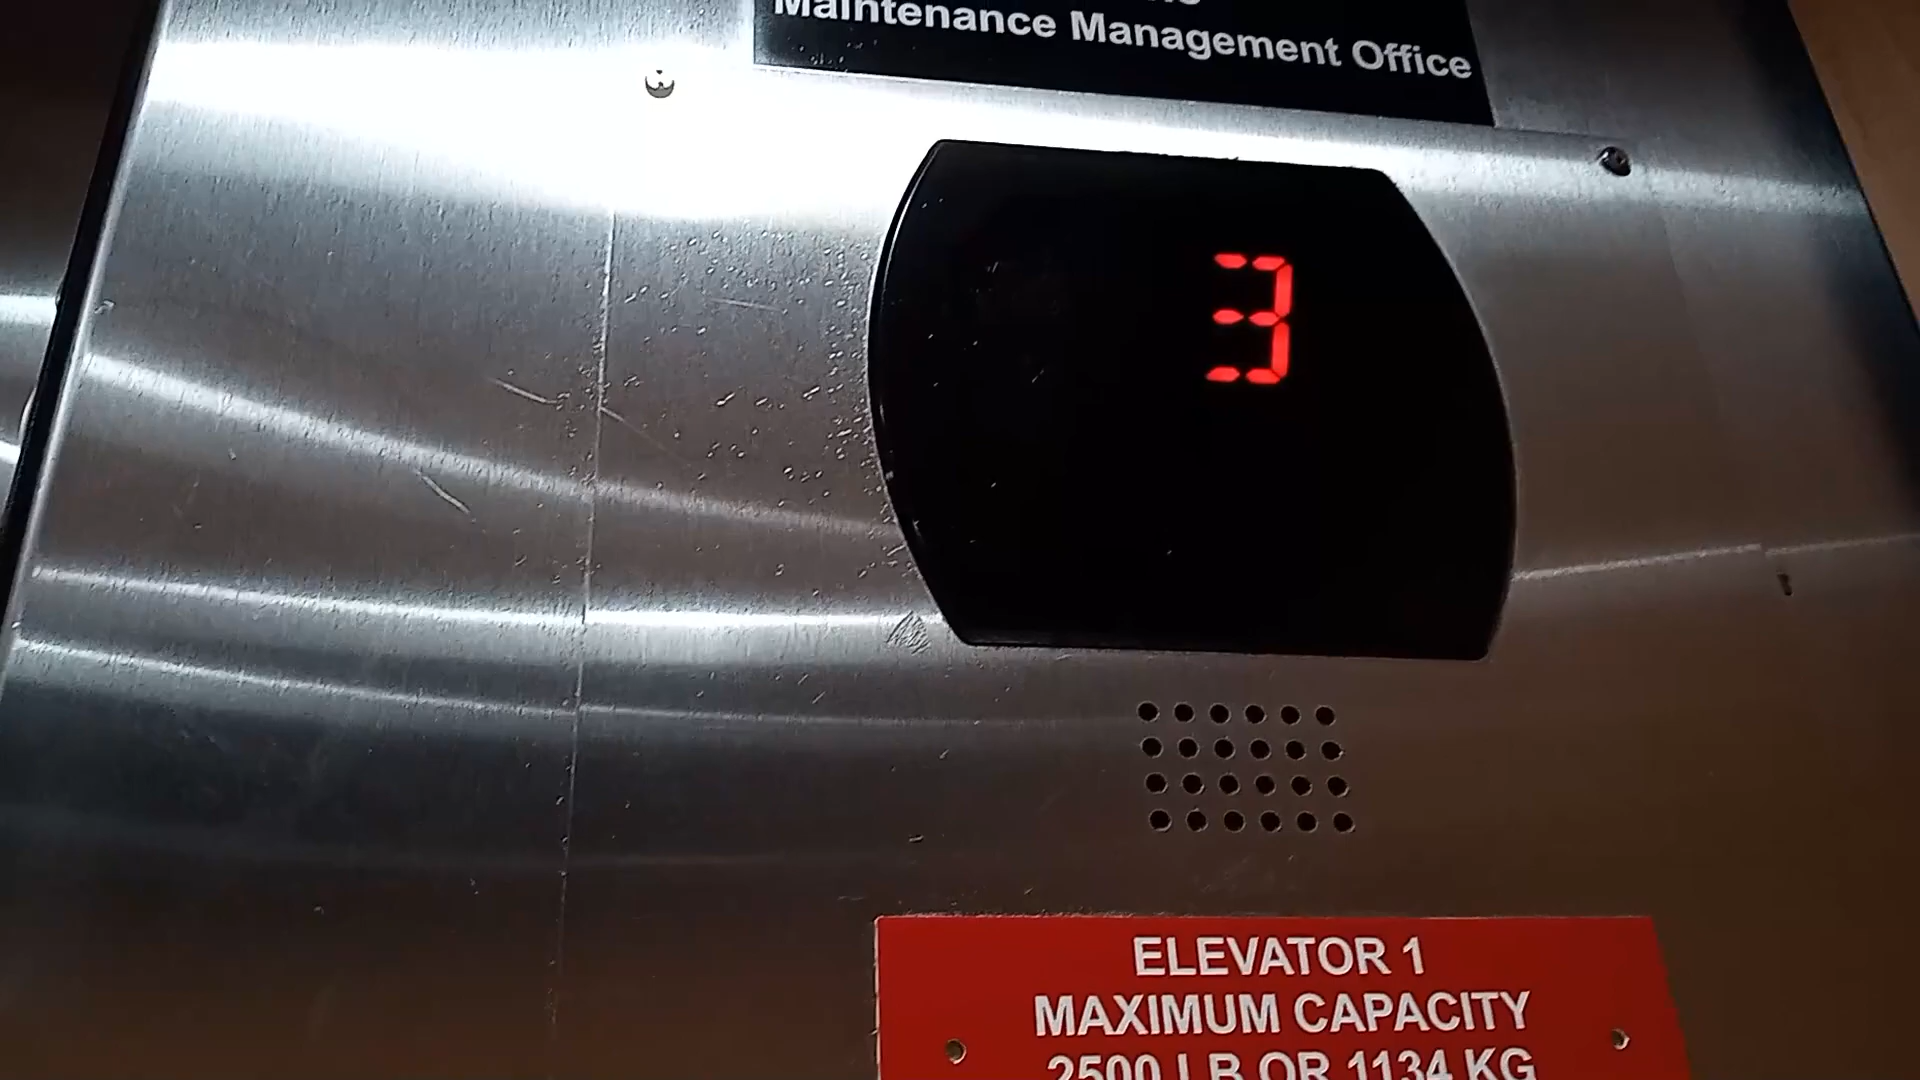 Maintenance Management Office
3
ELEVATOR 1
MAXIMUM CAPACITY
2500 LB OR 1134 KG